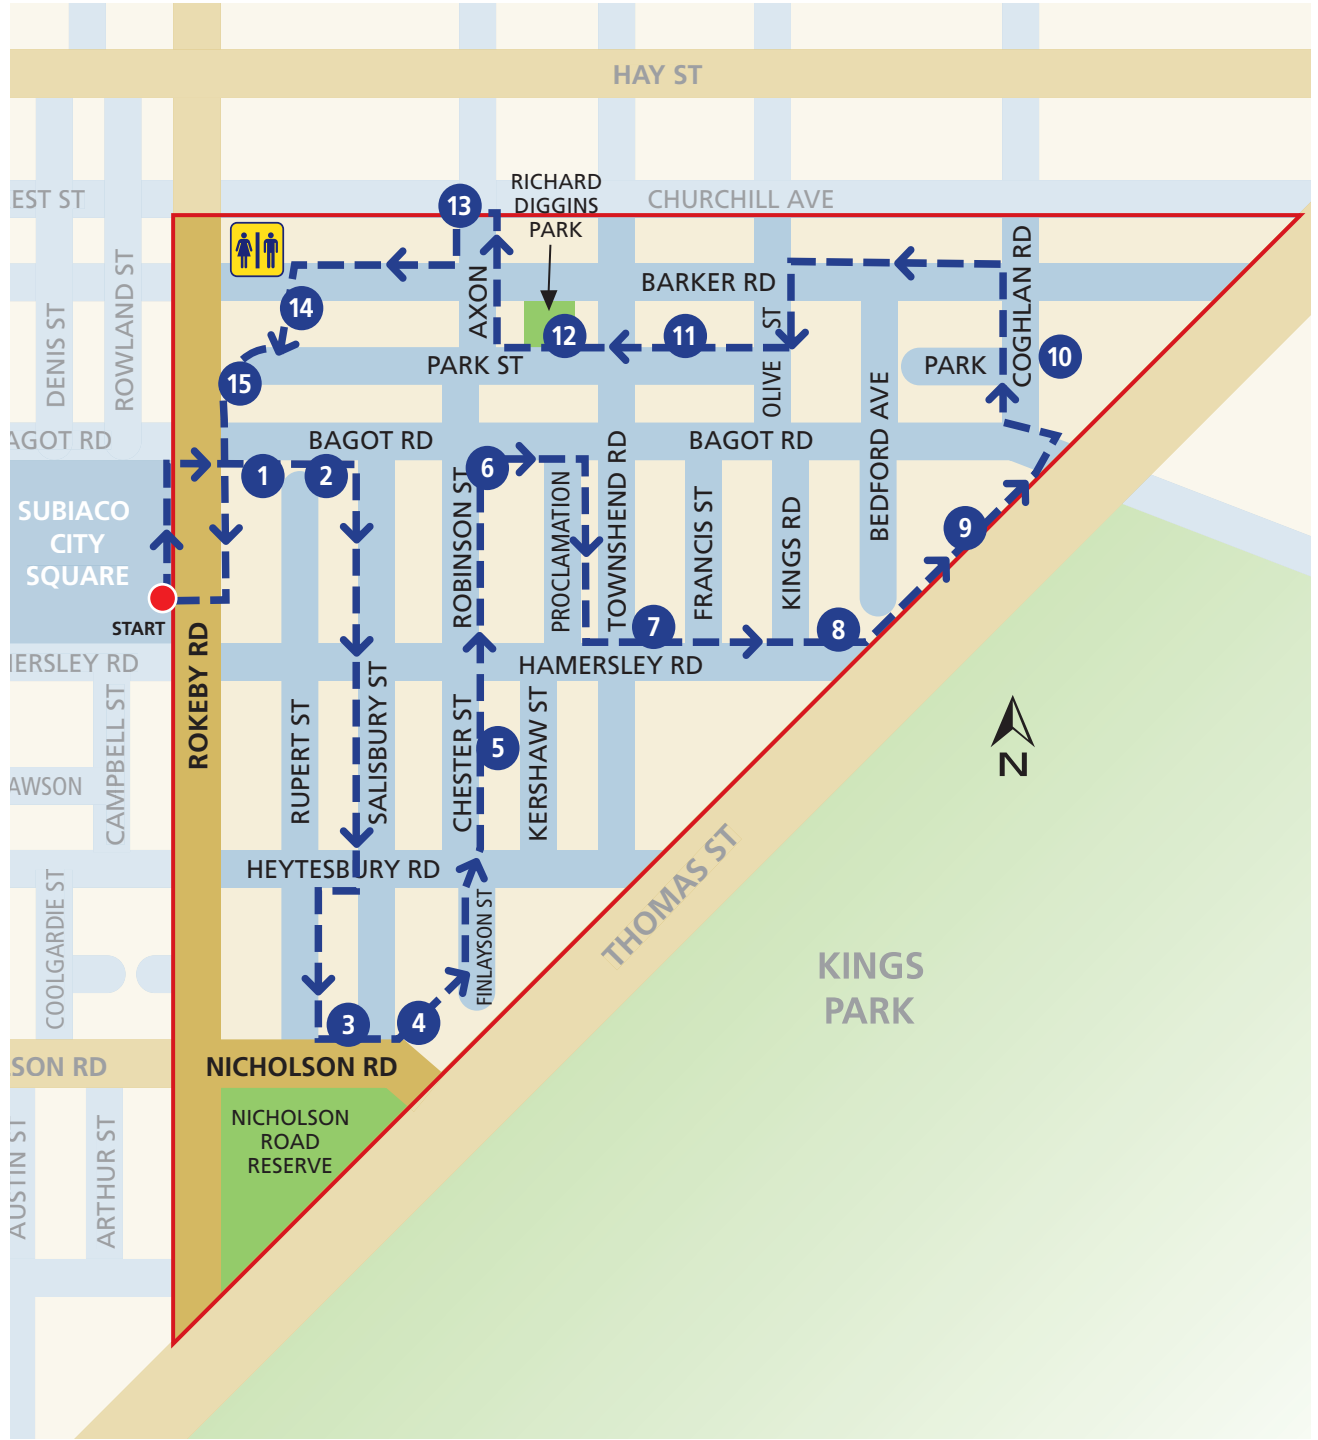 HAY ST
EST ST
CHURCHILL AVE
RICHARD
DIGGINS
PARK
13
BARKER RD
14
AXON
12
11
ST
OLIVE
COGHLAN RD
10
PARK
DENIS ST
ROWLAND ST
PARK ST
15
BEDFORD AVE
AGOT RD
BAGOT RD
BAGOT RD
1
2
6
ROBINSON ST
PROCLAMATION
TOWNSHEND RD
FRANCIS ST
KINGS RD
9
SUBIACO
CITY
SQUARE
START
7
8
MERSLEY RD
HAMERSLEY RD
ROKEBY RD
CAMPBELL ST
RUPERT ST
SALISBURY ST
CHESTER ST
5
KERSHAW ST
N
AWSON
HEYTESBURY RD
COOLGARDIE ST
FINLAYSON ST
THOMAS ST
KINGS
PARK
3
4
SON RD
NICHOLSON RD
NICHOLSON
ROAD
RESERVE
AUSTIN ST
ARTHUR ST